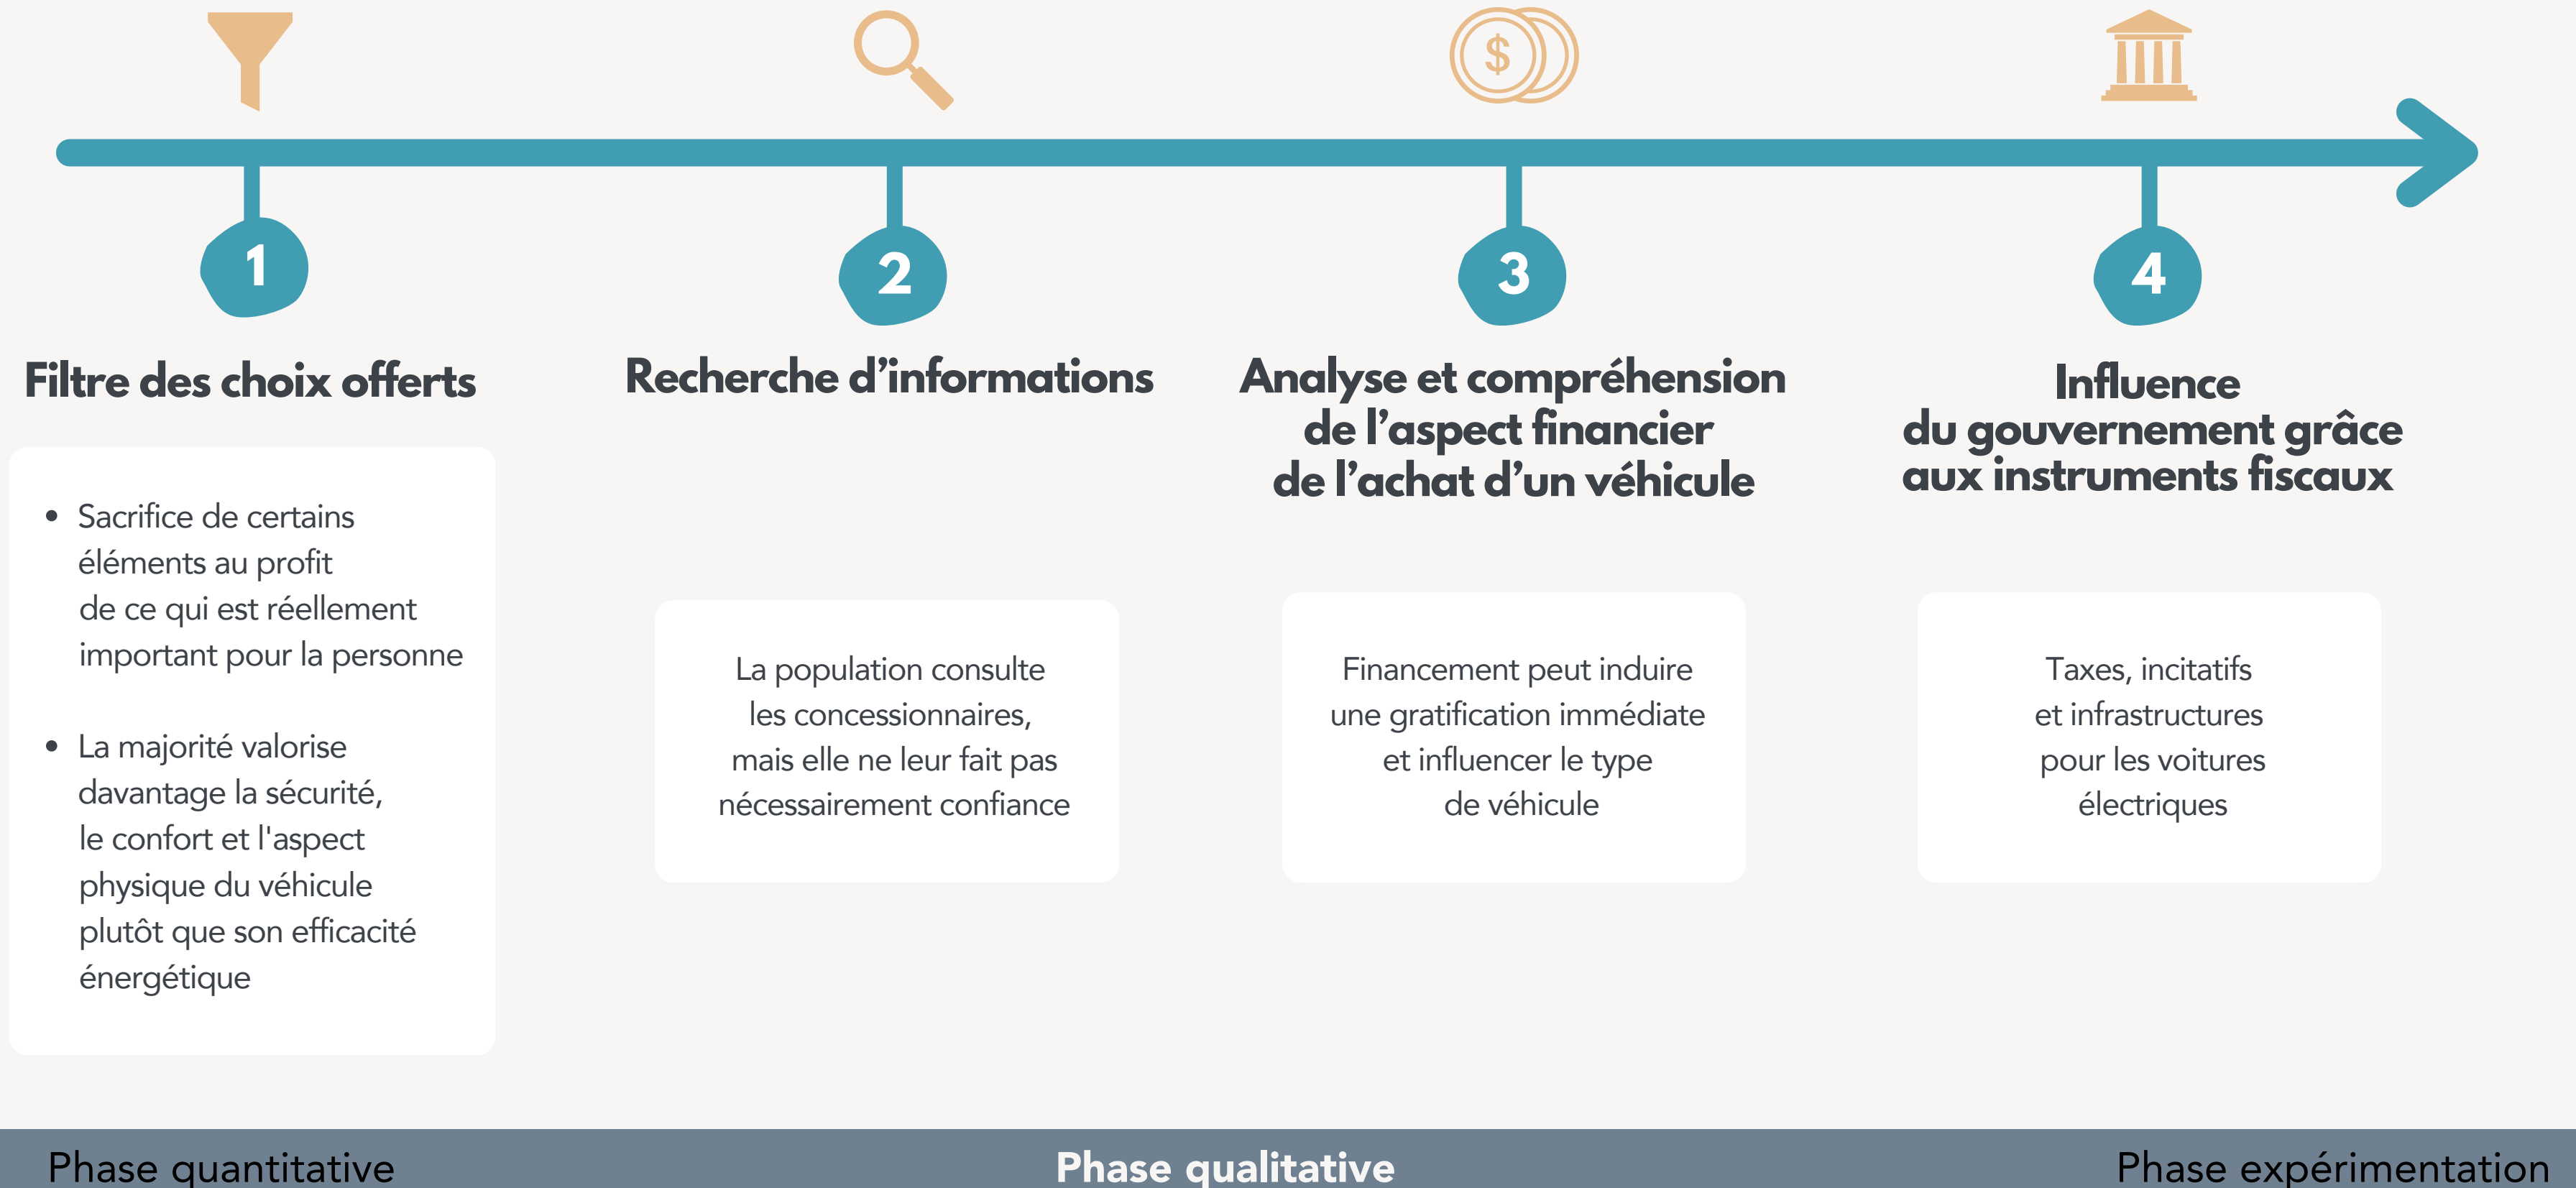 $
1
2
3
4
Filtre des choix offerts
• Sacrifice de certains
éléments au profit
de ce qui est réellement
important pour la personne
• La majorité valorise
davantage la sécurité,
le confort et l'aspect
physique du véhicule
plutôt que son efficacité
énergétique
Recherche d’informations
La population consulte
les concessionnaires,
mais elle ne leur fait pas
nécessairement confiance
Analyse et compréhension
de l’aspect financier
de l’achat d’un véhicule
Financement peut induire
une gratification immédiate
et influencer le type
de véhicule
Influence
du gouvernement grâce
aux instruments fiscaux
Taxes, incitatifs
et infrastructures
pour les voitures
électriques
Phase quantitative
Phase qualitative
Phase expérimentation